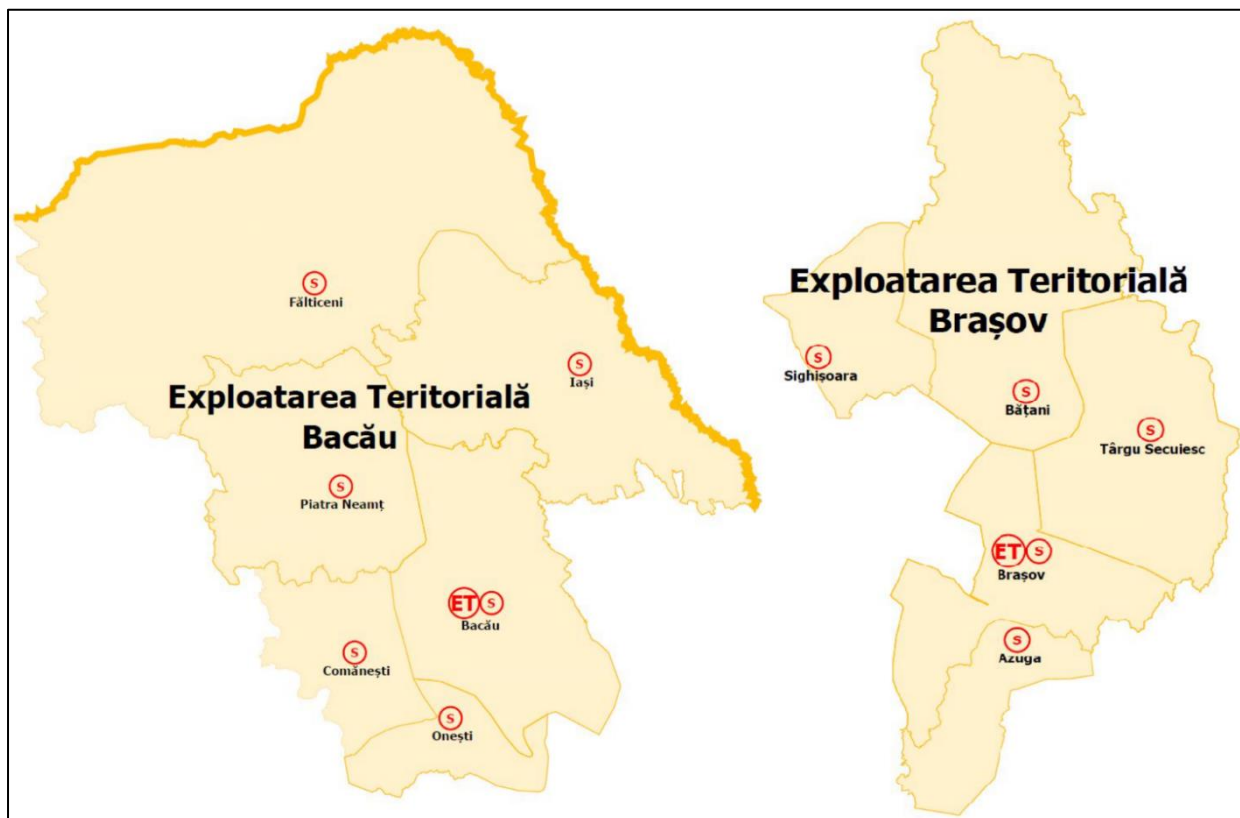 S
Fălticeni
S
Iași
Exploatarea Teritorială
Bacău
S
Piatra Neamț
ET S
Bacău
S
Comănești
S
Onești
Exploatarea Teritorială
Brașov
S
Sighișoara
S
Bățani
S
Târgu Secuiesc
ET S
Brașov
S
Azuga